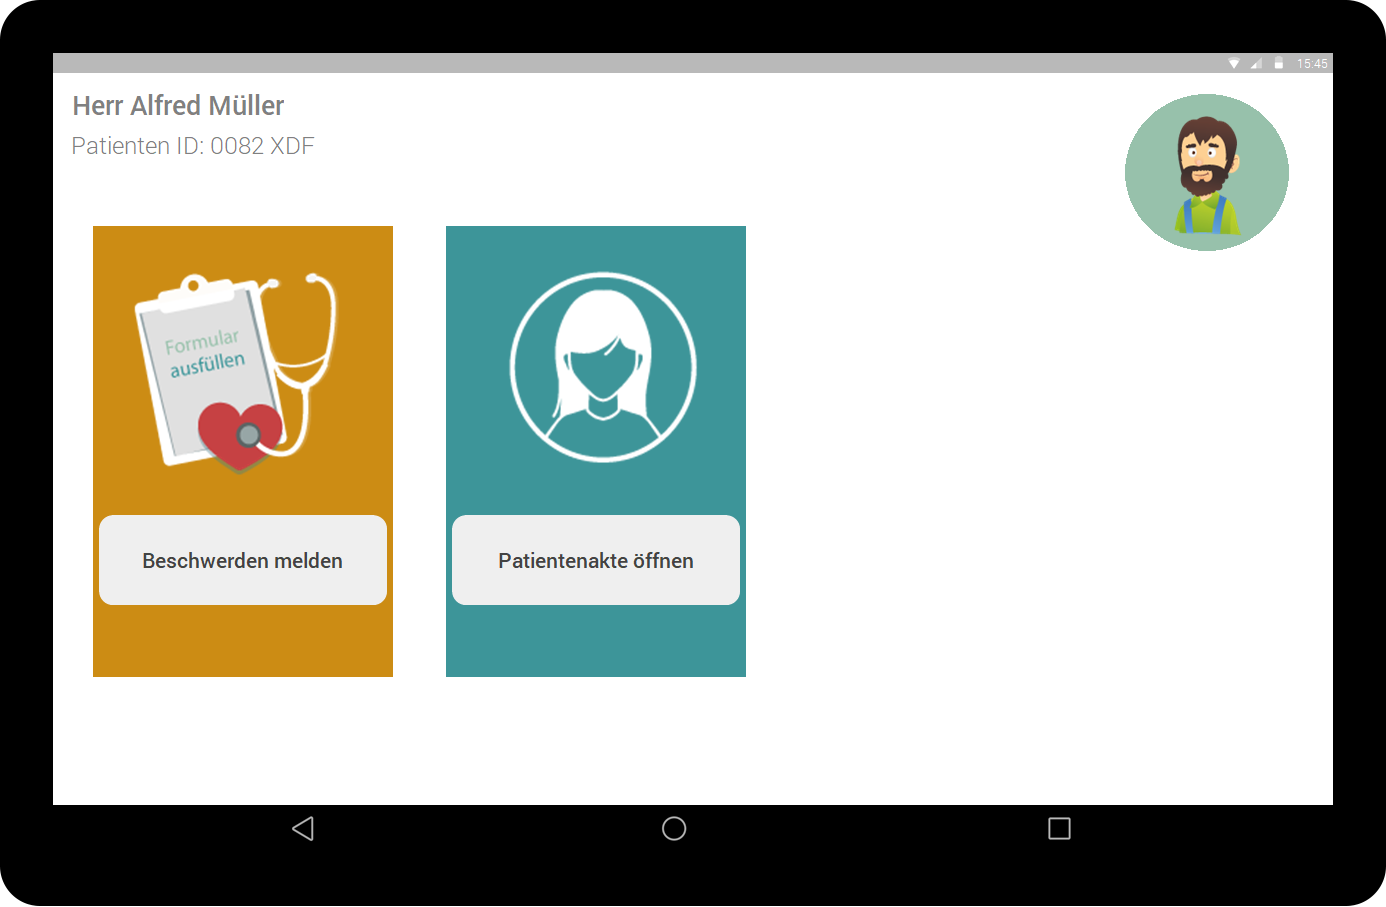 15:45
Herr Alfred Müller
Patienten ID: 0082 XDF
Formular
ausfüllen
Beschwerden melden
Patientenakte öffnen